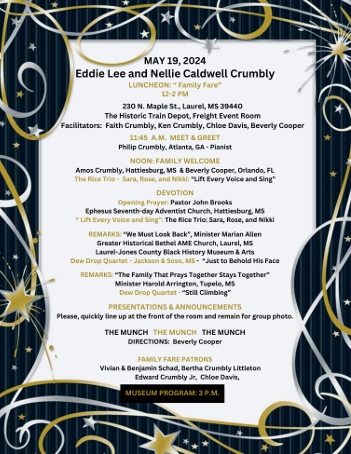 MAY 19, 2024
Eddie Lee and Nellie Caldwell Crumbly
LUNCHEON: " Family Fare"
12-2 PM
230 N. Maple St., Laurel, MS 39440
The Historic Train Depot, Freight Event Room
Facilitators: Faith Crumbly, Ken Crumbly, Chloe Davis, Beverly Cooper
11:45 A.M. MEET & GREET
Philip Crumbly, Atlanta, GA - Pianist
NOON: FAMILY WELCOME
Amos Crumbly, Hattiesburg, MS & Beverly Cooper, Orlando, FL
The Rice Trio - Sara, Rose, and Nikki: "Lift Every Voice and Sing"
DEVOTION
Opening Prayer: Pastor John Brooks
Ephesus Seventh-day Adventist Church, Hattiesburg, MS
" Lift Every Voice and Sing": The Rice Trio: Sara, Rose, and Nikki
REMARKS: "We Must Look Back", Minister Marian Allen
Greater Historical Bethel AME Church, Laurel, MS
Laurel-Jones County Black History Museum & Arts
Dew Drop Quartet - Jackson & Soso, MS - "Just to Behold His Face
REMARKS: "The Family That Prays Together Stays Together"
Minister Harold Arrington, Tupelo, MS
Dew Drop Quartet - "Still Climbing"
PRESENTATIONS & ANNOUNCEMENTS
Please, quickly line up at the front of the room and remain for group photo.
THE MUNCH THE MUNCH THE MUNCH
DIRECTIONS: Beverly Cooper
FAMILY FARE PATRONS
Vivian & Benjamin Schad, Bertha Crumbly Littleton
Edward Crumbly Jr, Chloe Davis,
MUSEUM PROGRAM: 3 P.M.